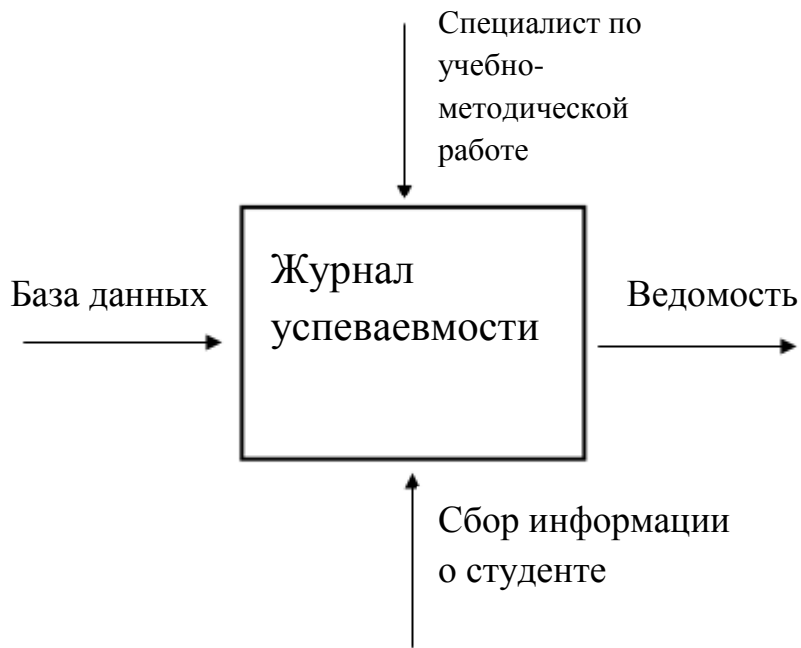 Специалист по
учебно-
методической
работе
Журнал
успеваевмости
База данных
Ведомость
Сбор информации
о студенте